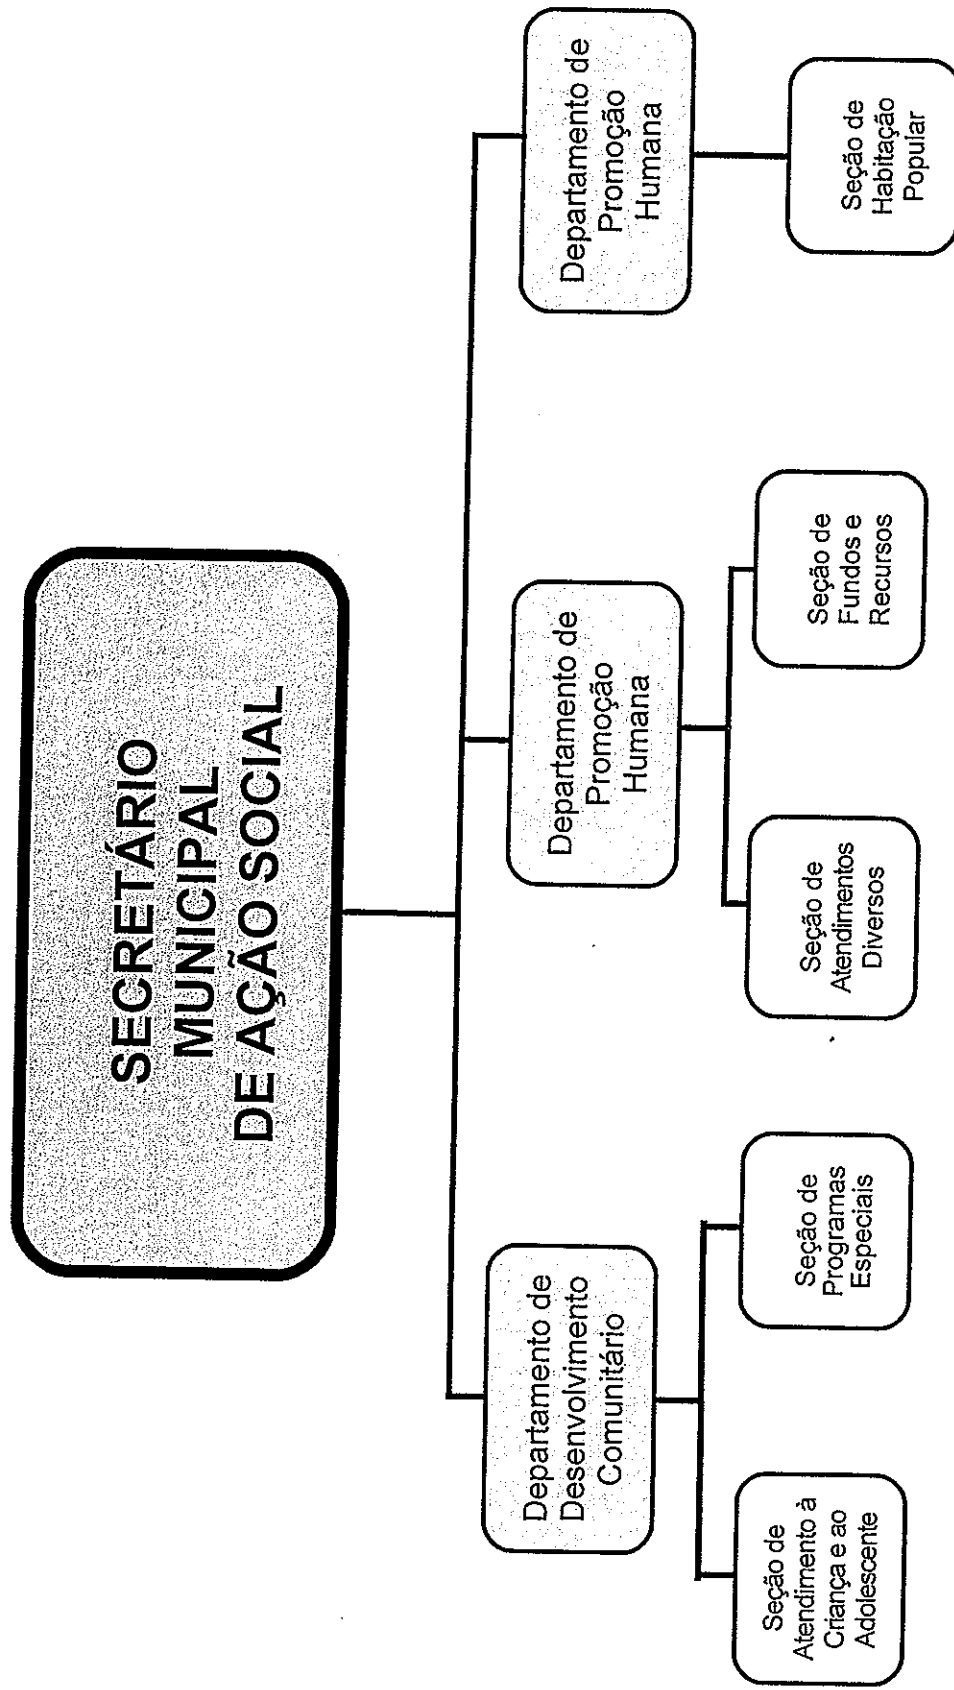 SECRETÁRIO
MUNICIPAL
DE AÇÃO SOCIAL
Departamento de
Desenvolvimento
Comunitário
Departamento de
Promoção
Humana
Departamento de
Promoção
Humana
Seção de
Atendimento à
Criança e ao
Adolescente
Seção de
Programas
Especiais
Seção de
Atendimentos
Diversos
Seção de
Fundos e
Recursos
Seção de
Habitação
Popular